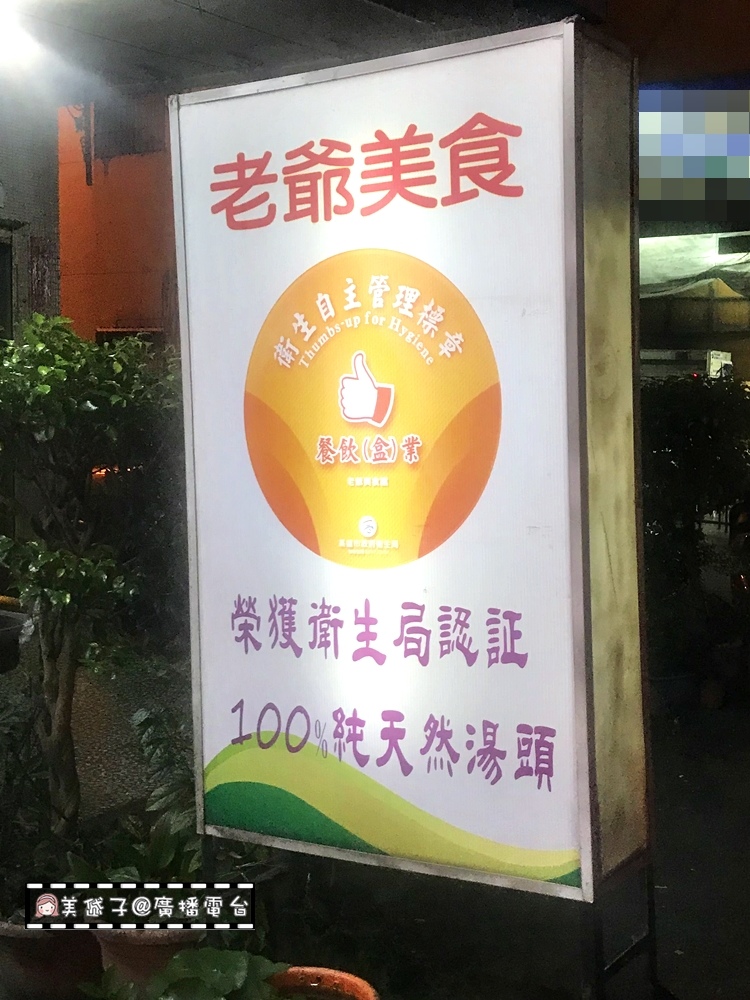 老爺美食
衛生自主管理標章
Thumbs-up for Hygiene
餐飲(盒)業
榮獲衛生局認証
100%純天然湯頭
美黛子@廣播電台